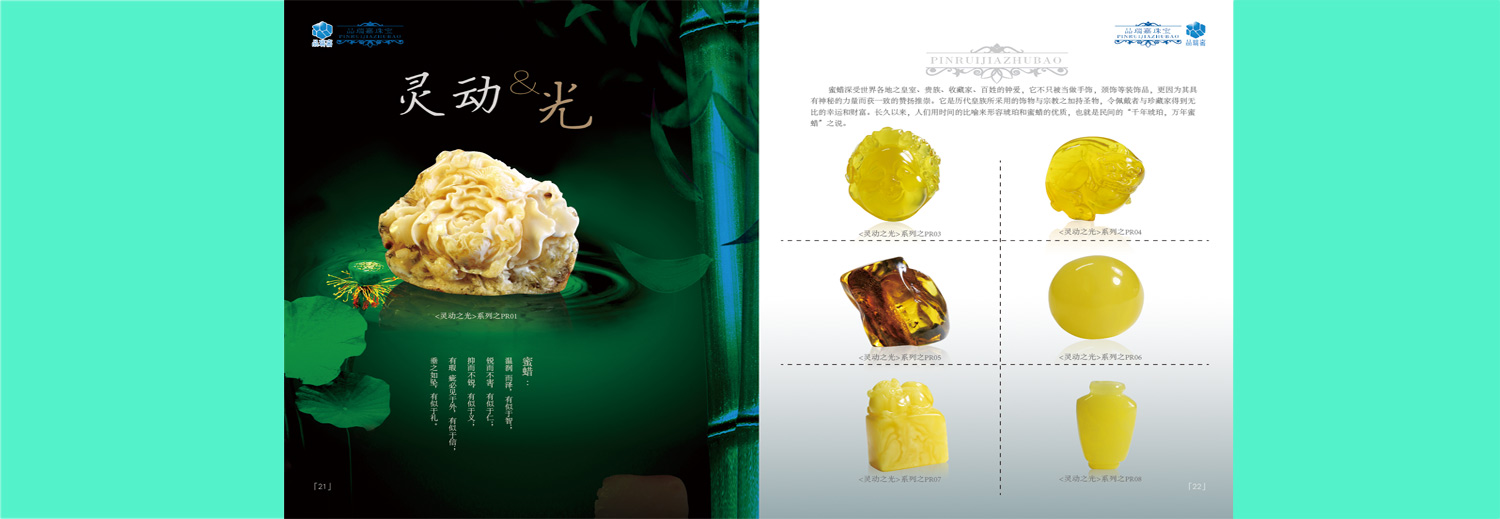 品瑞嘉
品瑞嘉珠宝
PINRUIJIAZHUBAO
灵动&光
<灵动之光>系列之PR01
蜜蜡：
温润而泽，有似于智；
锐而不害，有似于仁；
抑而不锐，有似于义；
有瑕 疵必见于外，有似于信；
垂之如坠，有似于礼。
「21」
品瑞嘉珠宝
PINRUIJIAZHUBAO
品瑞嘉
PINRUIJIAZHUBAO
蜜蜡深受世界各地之皇室、贵族、收藏家、百姓的钟爱，它不只被当做手饰，颈饰等装饰品，更因为其具
有神秘的力量而获一致的赞扬推崇。它是历代皇族所采用的饰物与宗教之加持圣物，令佩戴者与珍藏家得到无
比的幸运和财富。长久以来，人们用时间的比喻来形容琥珀和蜜蜡的优质，也就是民间的“千年琥珀，万年蜜
蜡”之说。
<灵动之光>系列之PR03
<灵动之光>系列之PR04
<灵动之光>系列之PR05
<灵动之光>系列之PR06
<灵动之光>系列之PR07
<灵动之光>系列之PR08
「22」